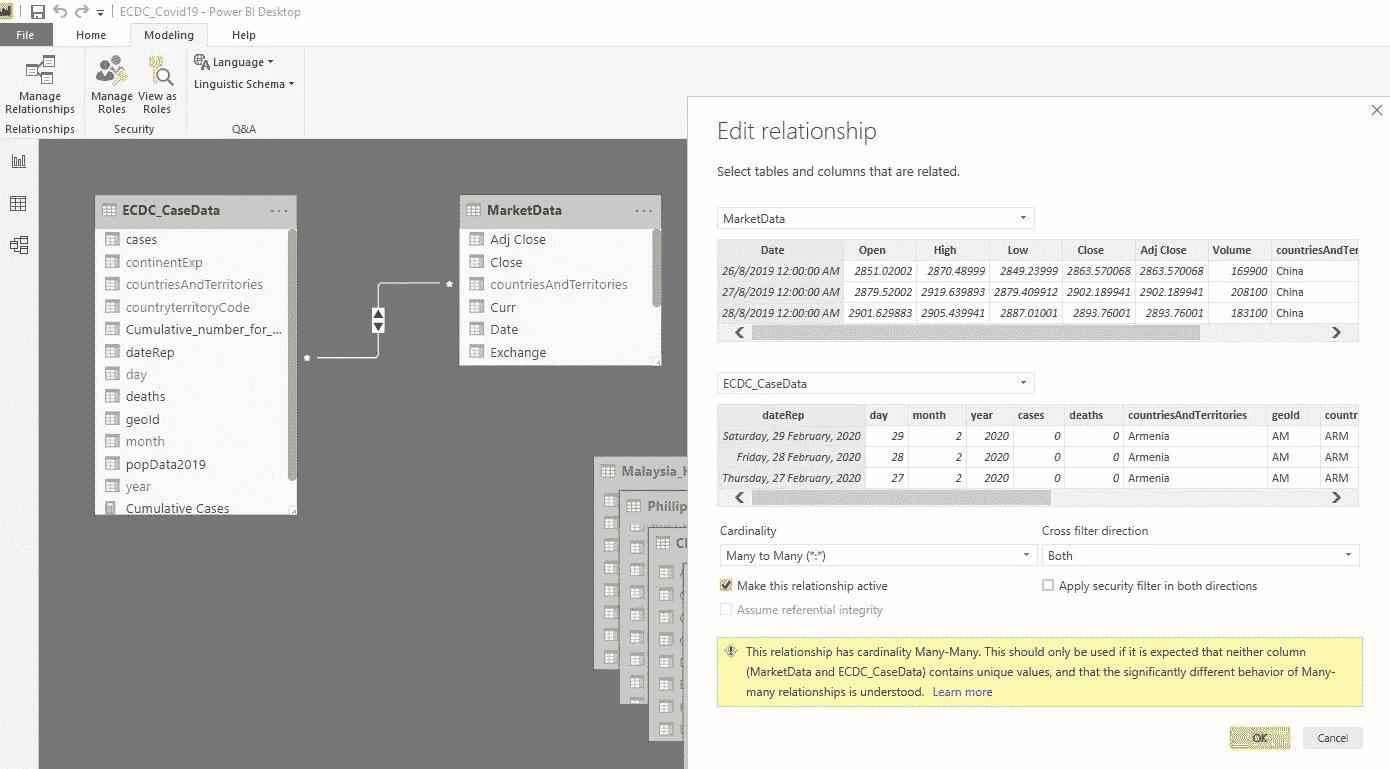 ECDC_Covid19 - Power BI Desktop
File Home Modeling Help
Manage Relationships
Manage Roles
View as Roles
Language
Linguistic Schema
Relationships Security Q&A
ECDC_CaseData ...
cases
continentExp
countriesAndTerritories
countryterritoryCode
Cumulative_number_for_...
dateRep
day
deaths
geoId
month
popData2019
year
Cumulative Cases
MarketData ...
Adj Close
Close
countriesAndTerritories
Curr
Date
Exchange
Malaysia_
Phillip
Edit relationship
Select tables and columns that are related.
MarketData
Date Open High Low Close Adj Close Volume countriesAndTer
26/8/2019 12:00:00 AM 2851.02002 2870.48999 2849.23999 2863.570068 2863.570068 169900 China
27/8/2019 12:00:00 AM 2879.52002 2919.639893 2879.409912 2902.189941 2902.189941 208100 China
28/8/2019 12:00:00 AM 2901.629883 2905.439941 2887.01001 2893.76001 2893.76001 183100 China
ECDC_CaseData
dateRep day month year cases deaths countriesAndTerritories geoId countr
Saturday, 29 February, 2020 29 2 2020 0 0 Armenia AM ARM
Friday, 28 February, 2020 28 2 2020 0 0 Armenia AM ARM
Thursday, 27 February, 2020 27 2 2020 0 0 Armenia AM ARM
Cardinality Cross filter direction
Many to Many (*:*) Both
Make this relationship active Apply security filter in both directions
Assume referential integrity
This relationship has cardinality Many-Many. This should only be used if it is expected that neither column
(MarketData and ECDC_CaseData) contains unique values, and that the significantly different behavior of Many-
many relationships is understood. Learn more
OK Cancel